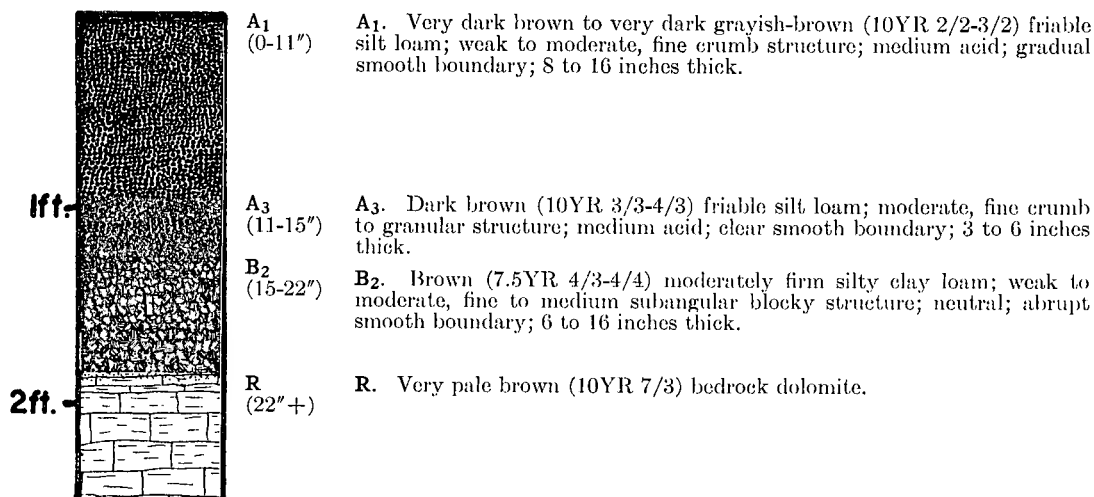 A₁
(0-11″)
A₁. Very dark brown to very dark grayish-brown (10YR 2/2-3/2) friable
silt loam; weak to moderate, fine crumb structure; medium acid; gradual
smooth boundary; 8 to 16 inches thick.
1ft.
A₃
(11-15″)
A₃. Dark brown (10YR 3/3-4/3) friable silt loam; moderate, fine crumb
to granular structure; medium acid; clear smooth boundary; 3 to 6 inches
thick.
B₂
(15-22″)
B₂. Brown (7.5YR 4/3-4/4) moderately firm silty clay loam; weak to
moderate, fine to medium subangular blocky structure; neutral; abrupt
smooth boundary; 6 to 16 inches thick.
2ft.
R
(22″+)
R. Very pale brown (10YR 7/3) bedrock dolomite.